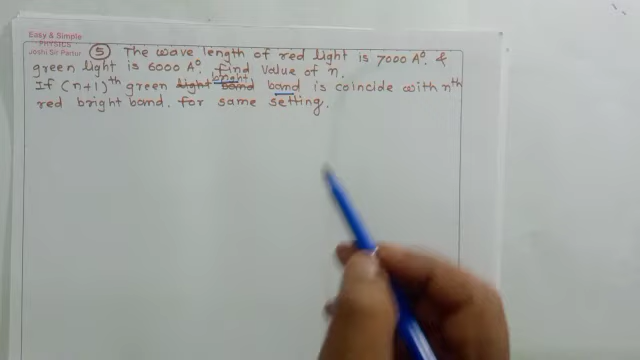 Easy & Simple
PHYSICS
Joshi Sir Partur
⑤ The wave length of red light is 7000 A°. &
green light is 6000 A°. find value of n.
If (n+1)th green light bright band band is coincide with nth
red bright band. for same setting.